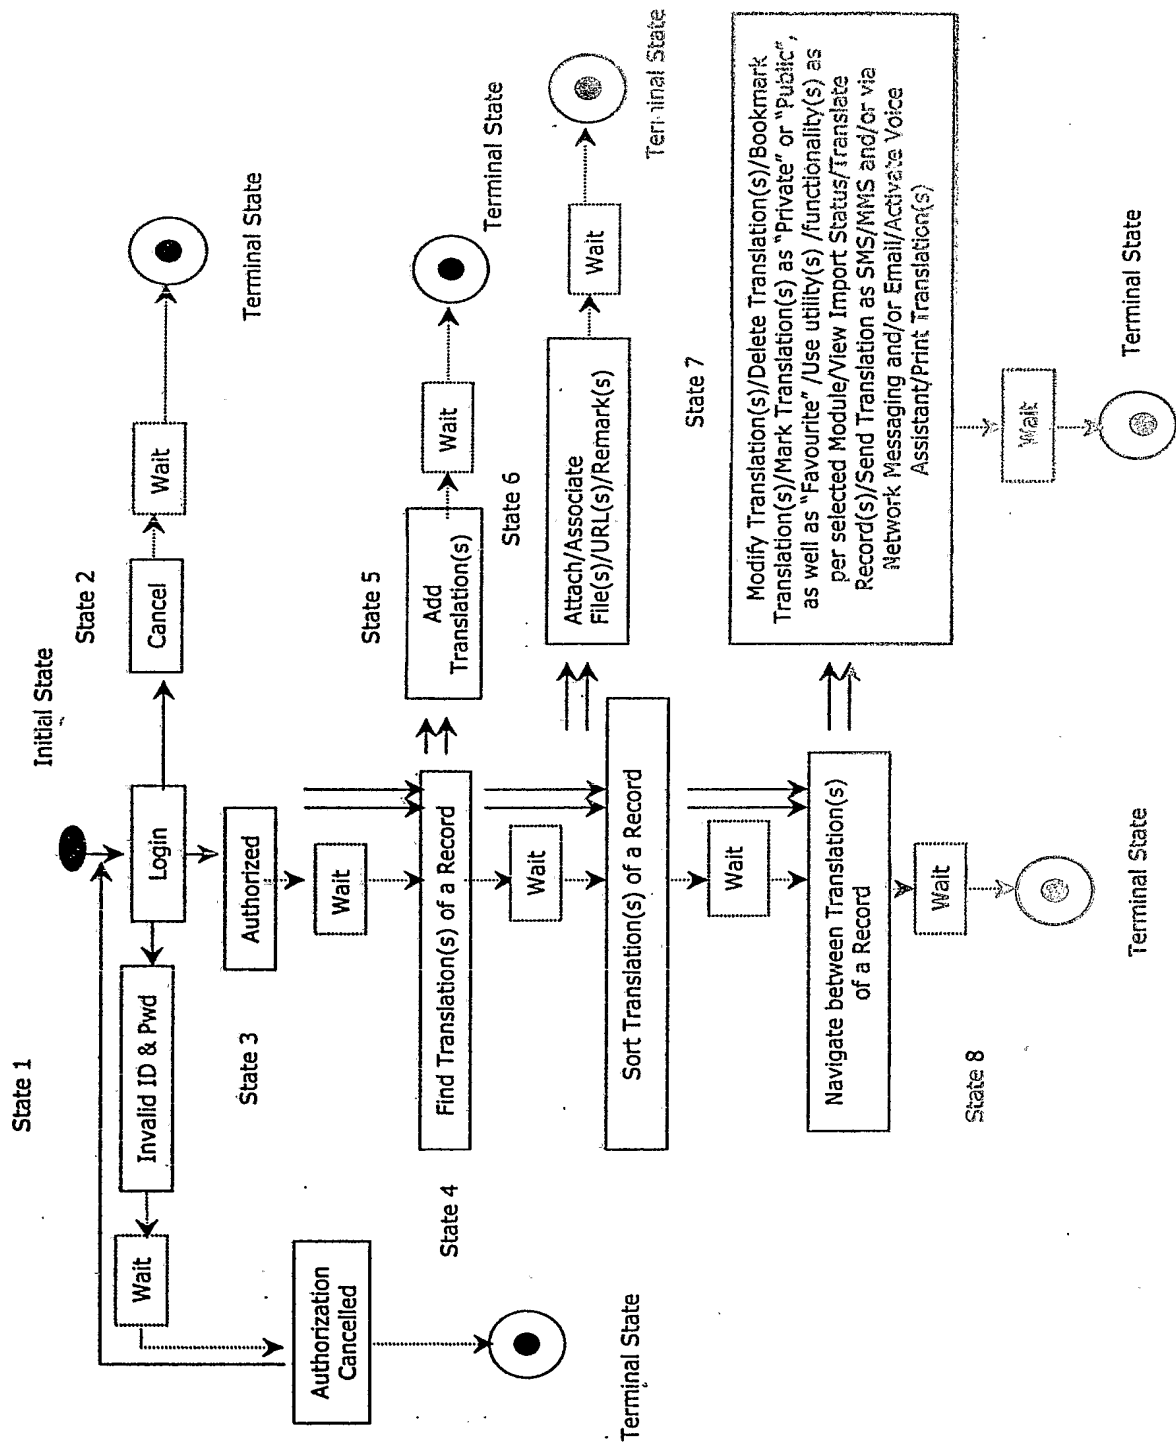 Initial State
State 1
Login
State 2
Cancel
Wait
Terminal State
Invalid ID & Pwd
Wait
Authorization
Cancelled
Terminal State
State 3
Authorized
Wait
State 4
Find Translation(s) of a Record
State 5
Add
Translation(s)
Wait
Terminal State
Wait
Sort Translation(s) of a Record
State 6
Attach/Associate
File(s)/URL(s)/Remark(s)
Wait
Terminal State
Wait
Navigate between Translation(s)
of a Record
State 7
Modify Translation(s)/Delete Translation(s)/Bookmark
Translation(s)/Mark Translation(s) as "Private" or "Public",
as well as "Favourite"/Use utility(s) /functionality(s) as
per selected Module/View Import Status/Translate
Record(s)/Send Translation as SMS/MMS and/or via
Network Messaging and/or Email/Activate Voice
Assistant/Print Translation(s)
Wait
Terminal State
State 8
Wait
Terminal State